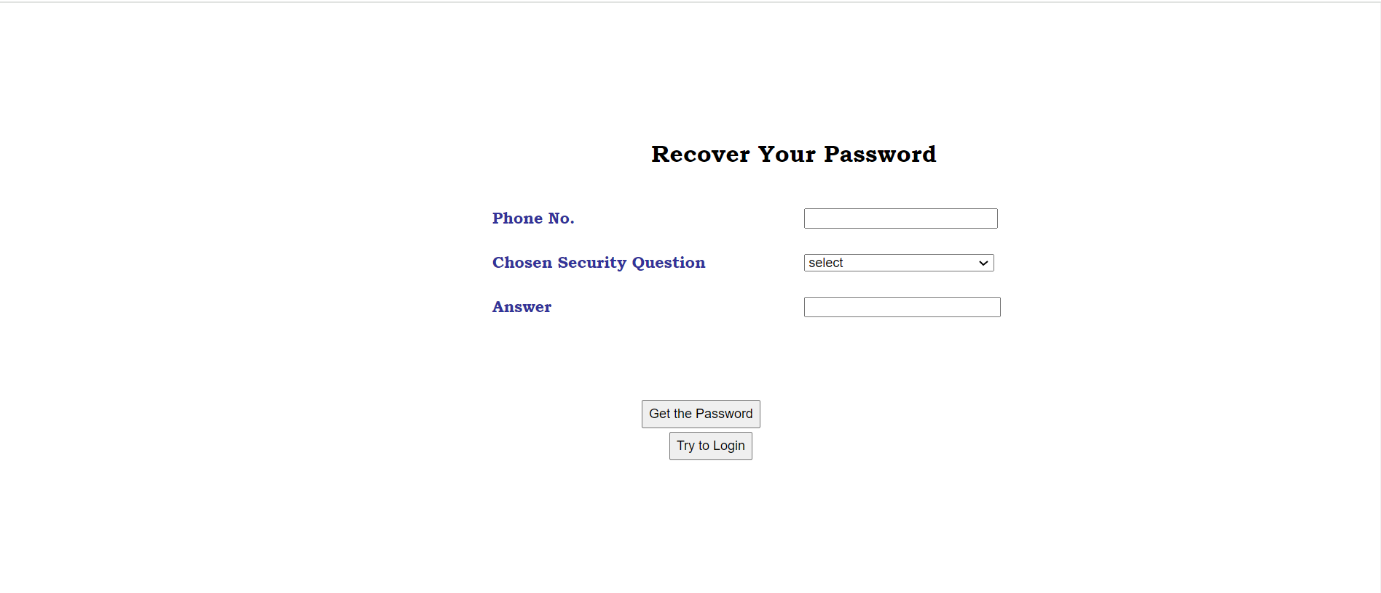 Recover Your Password
Phone No.
Chosen Security Question select
Answer
Get the Password
Try to Login